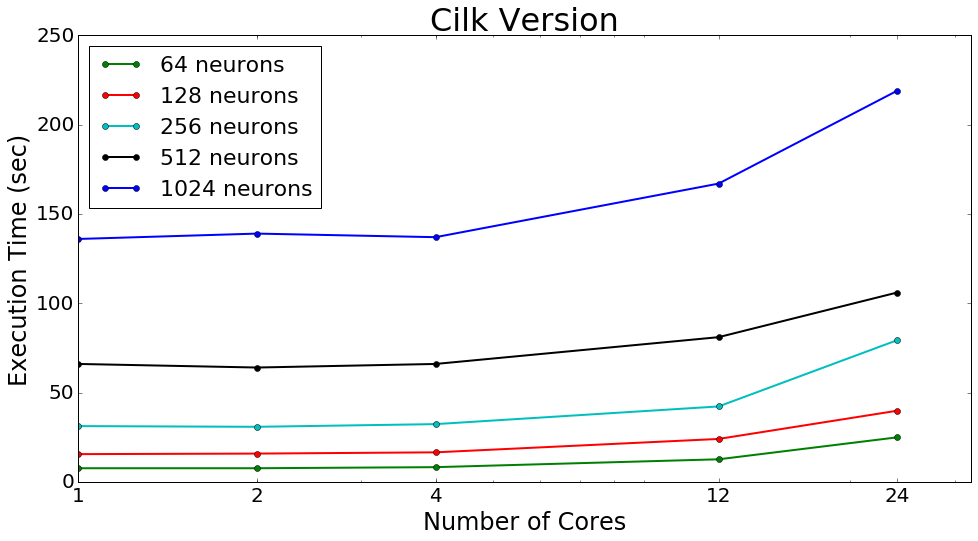 Cilk Version
250
200
150
100
50
0
Execution Time (sec)
64 neurons
128 neurons
256 neurons
512 neurons
1024 neurons
1 2 4 12 24
Number of Cores